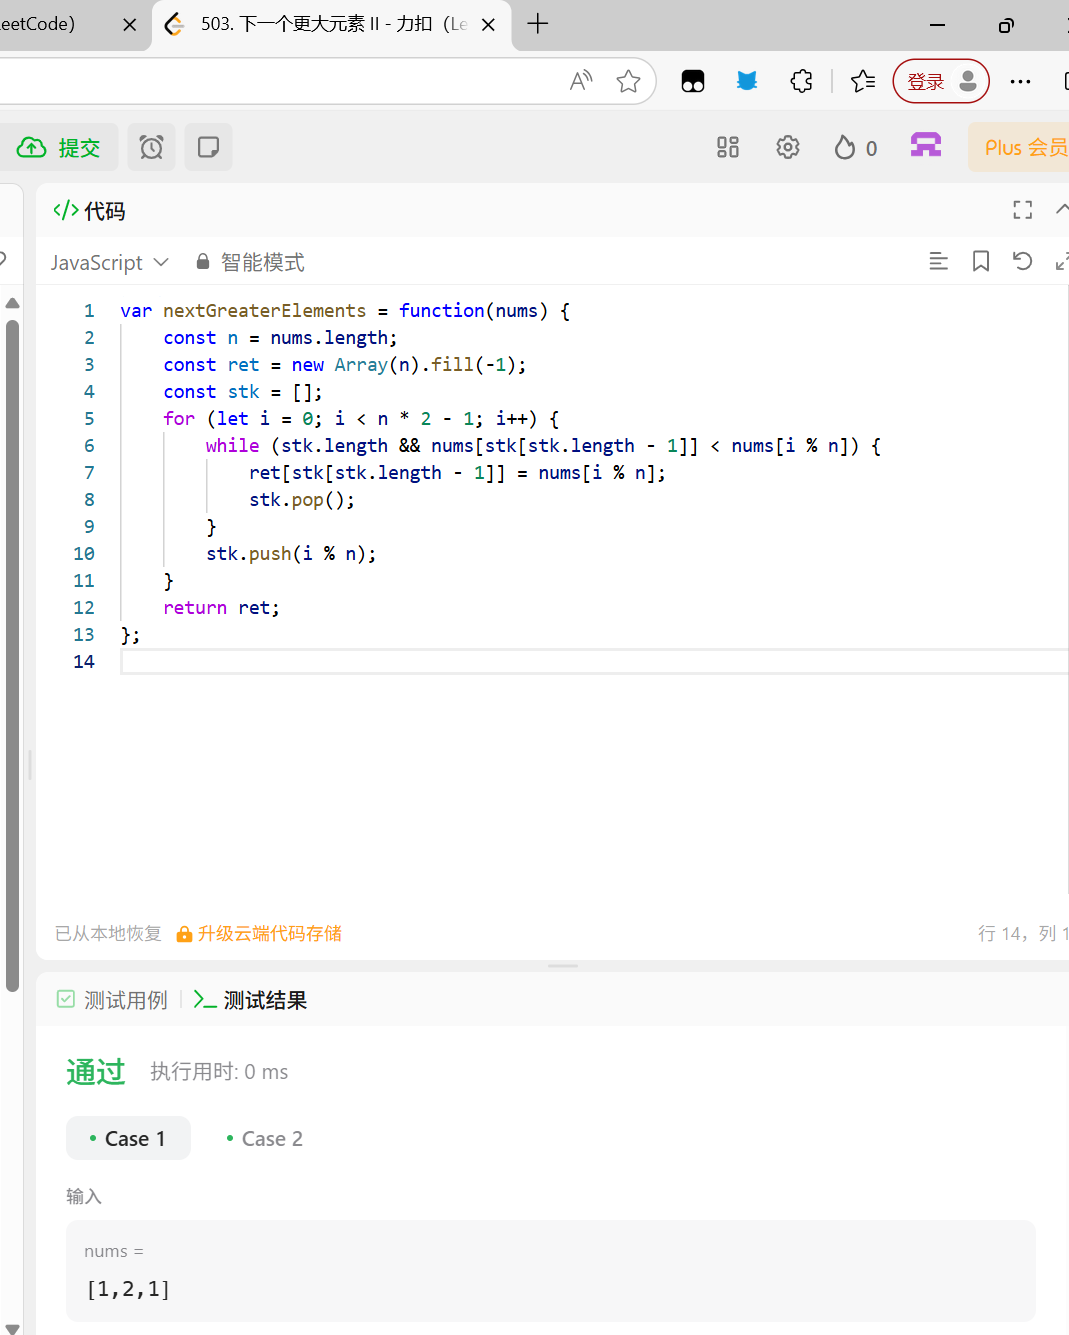 LeetCode)
503. 下一个更大元素 II - 力扣（Le
登录
提交
0
Plus 会员
代码
JavaScript
智能模式
1 var nextGreaterElements = function(nums) {
2 const n = nums.length;
3 const ret = new Array(n).fill(-1);
4 const stk = [];
5 for (let i = 0; i < n * 2 - 1; i++) {
6 while (stk.length && nums[stk[stk.length - 1]] < nums[i % n]) {
7 ret[stk[stk.length - 1]] = nums[i % n];
8 stk.pop();
9 }
10 stk.push(i % n);
11 }
12 return ret;
13 };
14
已从本地恢复 升级云端代码存储
行 14，列 1
测试用例
测试结果
通过 执行用时: 0 ms
Case 1
Case 2
输入
nums =
[1,2,1]